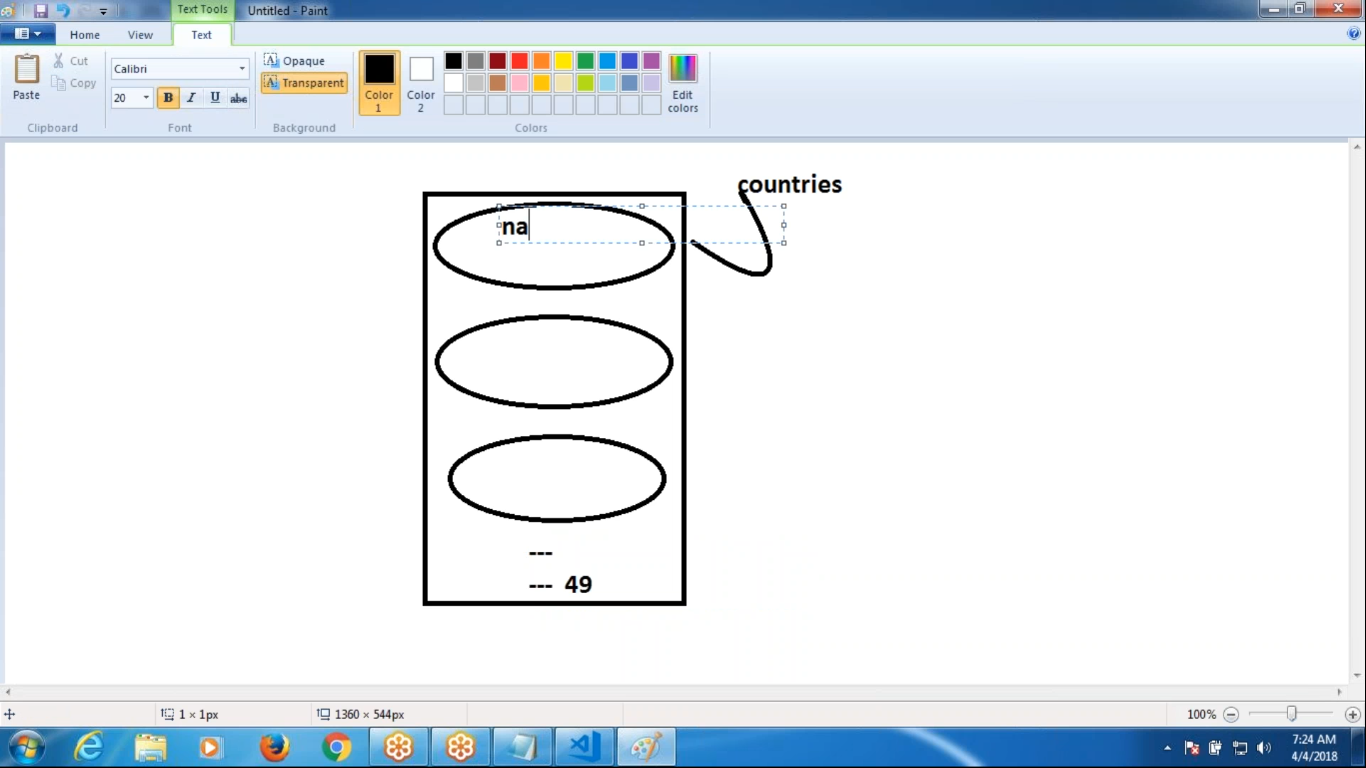 Text Tools
Untitled - Paint
Home
View
Text
Paste
Cut
Copy
Clipboard
Calibri
20
B I U abc
Font
Opaque
Transparent
Background
Color 1
Color 2
Edit colors
Colors
countries
na
---
--- 49
1 × 1px
1360 × 544px
100%
7:24 AM
4/4/2018